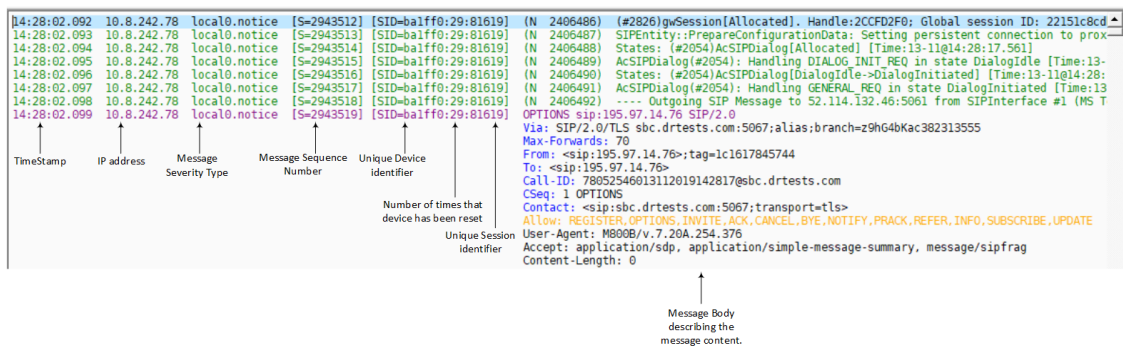 14:28:02.092 10.8.242.78 local0.notice [S=2943512] [SID=ba1ff0:29:81619] (N 2406486) (#2826)gwSession[Allocated]. Handle:2CCFD2F0; Global session ID: 22151c8cd
14:28:02.093 10.8.242.78 local0.notice [S=2943513] [SID=ba1ff0:29:81619] (N 2406487) SIPEntity::PrepareConfigurationData: Setting persistent connection to prox
14:28:02.094 10.8.242.78 local0.notice [S=2943514] [SID=ba1ff0:29:81619] (N 2406488) States: (#2054)AcSIPDialog[Allocated] [Time:13-11@14:28:17.561]
14:28:02.095 10.8.242.78 local0.notice [S=2943515] [SID=ba1ff0:29:81619] (N 2406489) AcSIPDialog(#2054): Handling DIALOG_INIT_REQ in state DialogIdle [Time:13-
14:28:02.096 10.8.242.78 local0.notice [S=2943516] [SID=ba1ff0:29:81619] (N 2406490) States: (#2054)AcSIPDialog[DialogIdle->DialogInitiated] [Time:13-11@14:28:
14:28:02.097 10.8.242.78 local0.notice [S=2943517] [SID=ba1ff0:29:81619] (N 2406491) AcSIPDialog(#2054): Handling GENERAL_REQ in state DialogInitiated [Time:13
14:28:02.098 10.8.242.78 local0.notice [S=2943518] [SID=ba1ff0:29:81619] (N 2406492) ---- Outgoing SIP Message to 52.114.132.46:5061 from SIPInterface #1 (MS T
14:28:02.099 10.8.242.78 local0.notice [S=2943519] [SID=ba1ff0:29:81619] OPTIONS sip:195.97.14.76 SIP/2.0
Via: SIP/2.0/TLS sbc.drtests.com:5067;alias;branch=z9hG4bKac382313555
Max-Forwards: 70
From: <sip:195.97.14.76>;tag=1c1617845744
To: <sip:195.97.14.76>
Call-ID: 78052546013112019142817@sbc.drtests.com
CSeq: 1 OPTIONS
Contact: <sip:sbc.drtests.com:5067;transport=tls>
Allow: REGISTER,OPTIONS,INVITE,ACK,CANCEL,BYE,NOTIFY,PRACK,REFER,INFO,SUBSCRIBE,UPDATE
User-Agent: M800B/v.7.20A.254.376
Accept: application/sdp, application/simple-message-summary, message/sipfrag
Content-Length: 0
TimeStamp
IP address
Message
Severity Type
Message Sequence
Number
Unique Device
identifier
Number of times that
device has been reset
Unique Session
identifier
Message Body
describing the
message content.